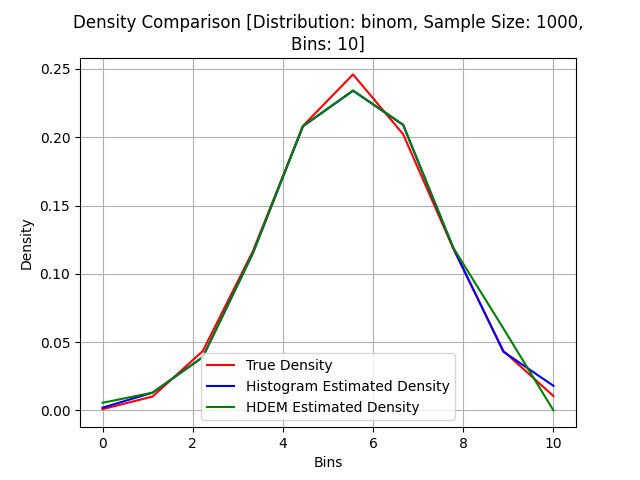 Density Comparison [Distribution: binom, Sample Size: 1000,
Bins: 10]
Density
0.25
0.20
0.15
0.10
0.05
0.00
True Density
Histogram Estimated Density
HDEM Estimated Density
0 2 4 6 8 10
Bins